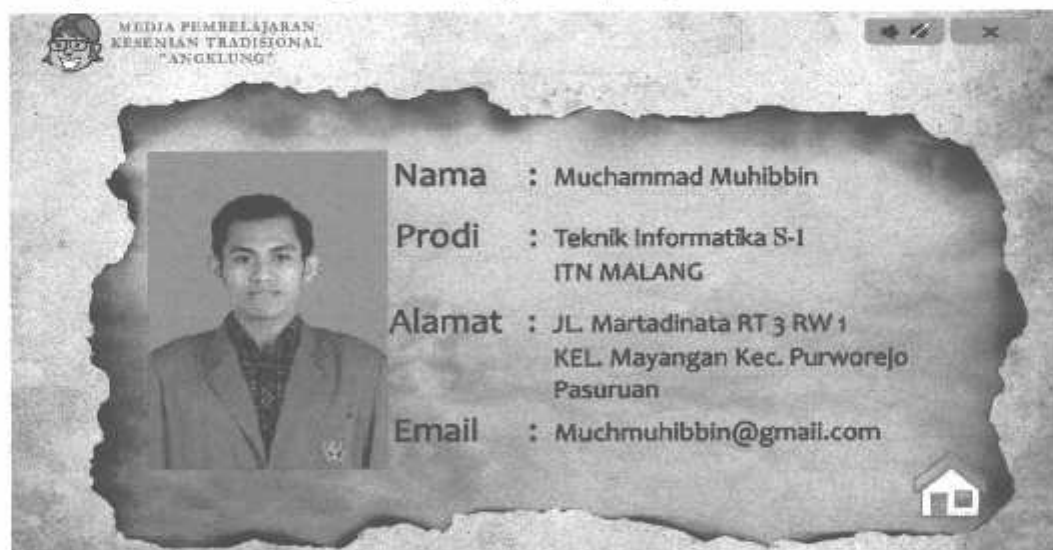 MEDIA PEMBELAJARAN
KESENIAN TRADISIONAL
"ANGKLUNG"
Nama : Muchammad Muhibbin
Prodi : Teknik Informatika S-1
ITN MALANG
Alamat : JL. Martadinata RT 3 RW 1
KEL. Mayangan Kec. Purworejo
Pasuruan
Email : Muchmuhibbin@gmail.com